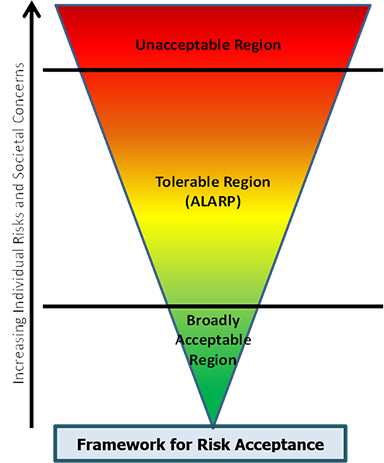 Increasing Individual Risks and Societal Concerns
Unacceptable Region
Tolerable Region
(ALARP)
Broadly
Acceptable
Region
Framework for Risk Acceptance